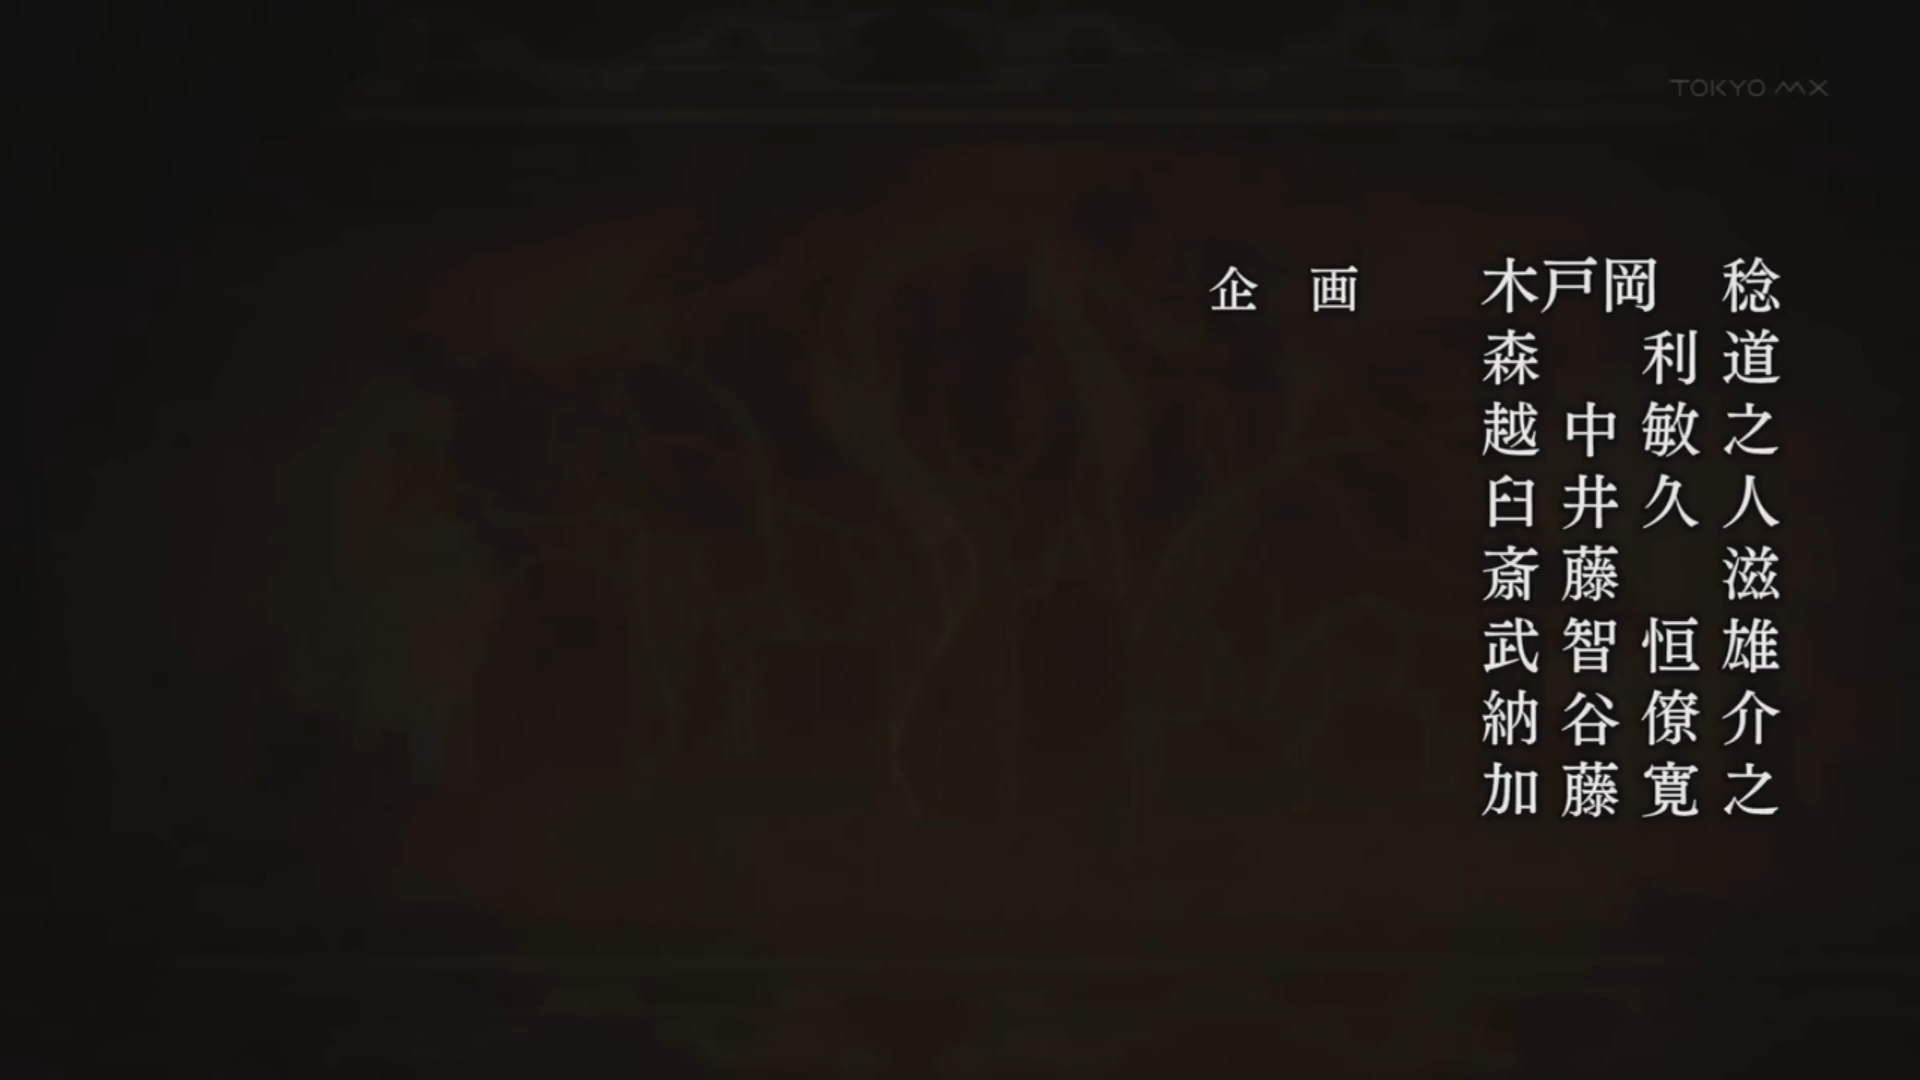 TOKYO MX
企 画 木戸岡 稔
森 利道
越中敏之
臼井久人
斎藤 滋
武智恒雄
納谷僚介
加藤寛之